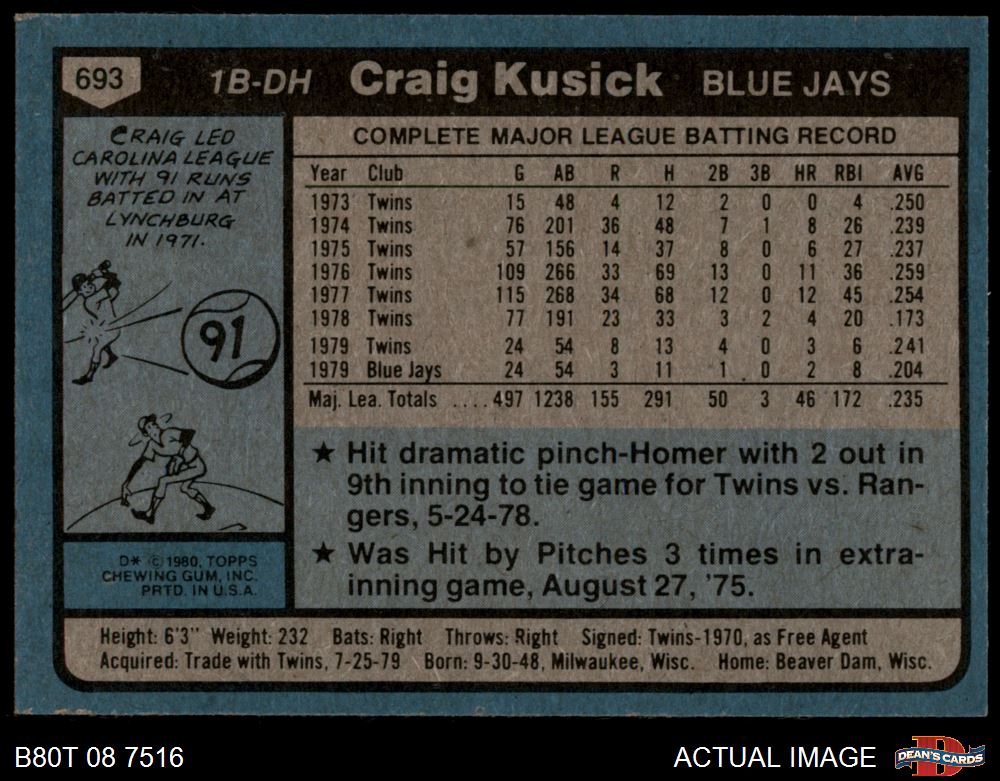 693 1B-DH Craig Kusick BLUE JAYS
CRAIG LED
CAROLINA LEAGUE
WITH 91 RUNS
BATTED IN AT
LYNCHBURG
IN 1971.
91
D* © 1980, TOPPS
CHEWING GUM, INC.
PRTD. IN U.S.A.
COMPLETE MAJOR LEAGUE BATTING RECORD
Year Club G AB R H 2B 3B HR RBI AVG
1973 Twins 15 48 4 12 2 0 0 4 .250
1974 Twins 76 201 36 48 7 1 8 26 .239
1975 Twins 57 156 14 37 8 0 6 27 .237
1976 Twins 109 266 33 69 13 0 11 36 .259
1977 Twins 115 268 34 68 12 0 12 45 .254
1978 Twins 77 191 23 33 3 2 4 20 .173
1979 Twins 24 54 8 13 4 0 3 6 .241
1979 Blue Jays 24 54 3 11 1 0 2 8 .204
Maj. Lea. Totals ....497 1238 155 291 50 3 46 172 .235
★ Hit dramatic pinch-Homer with 2 out in
9th inning to tie game for Twins vs. Ran-
gers, 5-24-78.
★ Was Hit by Pitches 3 times in extra-
inning game, August 27, '75.
Height: 6'3" Weight: 232 Bats: Right Throws: Right Signed: Twins-1970, as Free Agent
Acquired: Trade with Twins, 7-25-79 Born: 9-30-48, Milwaukee, Wisc. Home: Beaver Dam, Wisc.
B80T 08 7516 ACTUAL IMAGE D DEAN'S CARDS